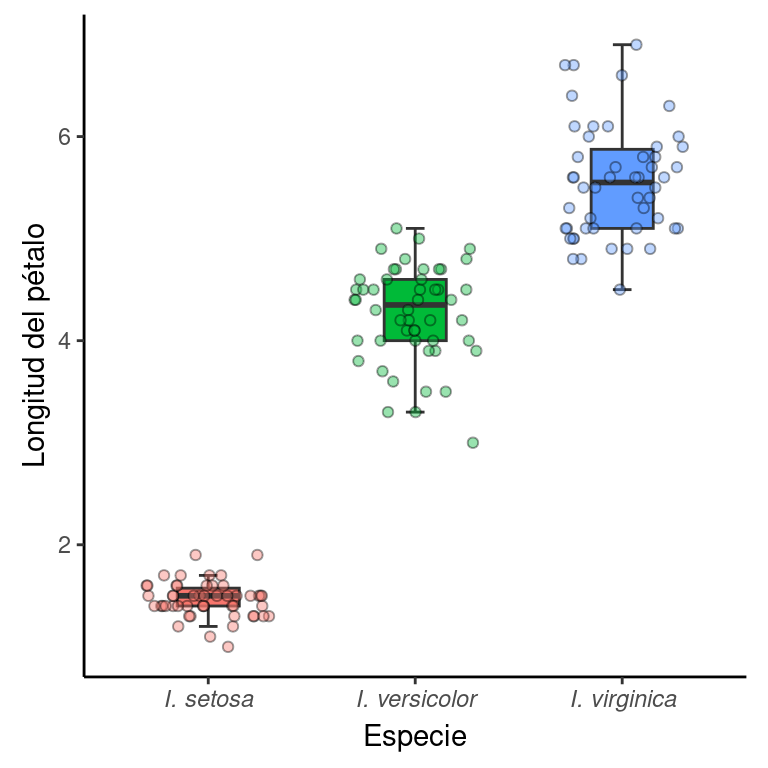 Longitud del pétalo
6
4
2
I. setosa
I. versicolor
I. virginica
Especie